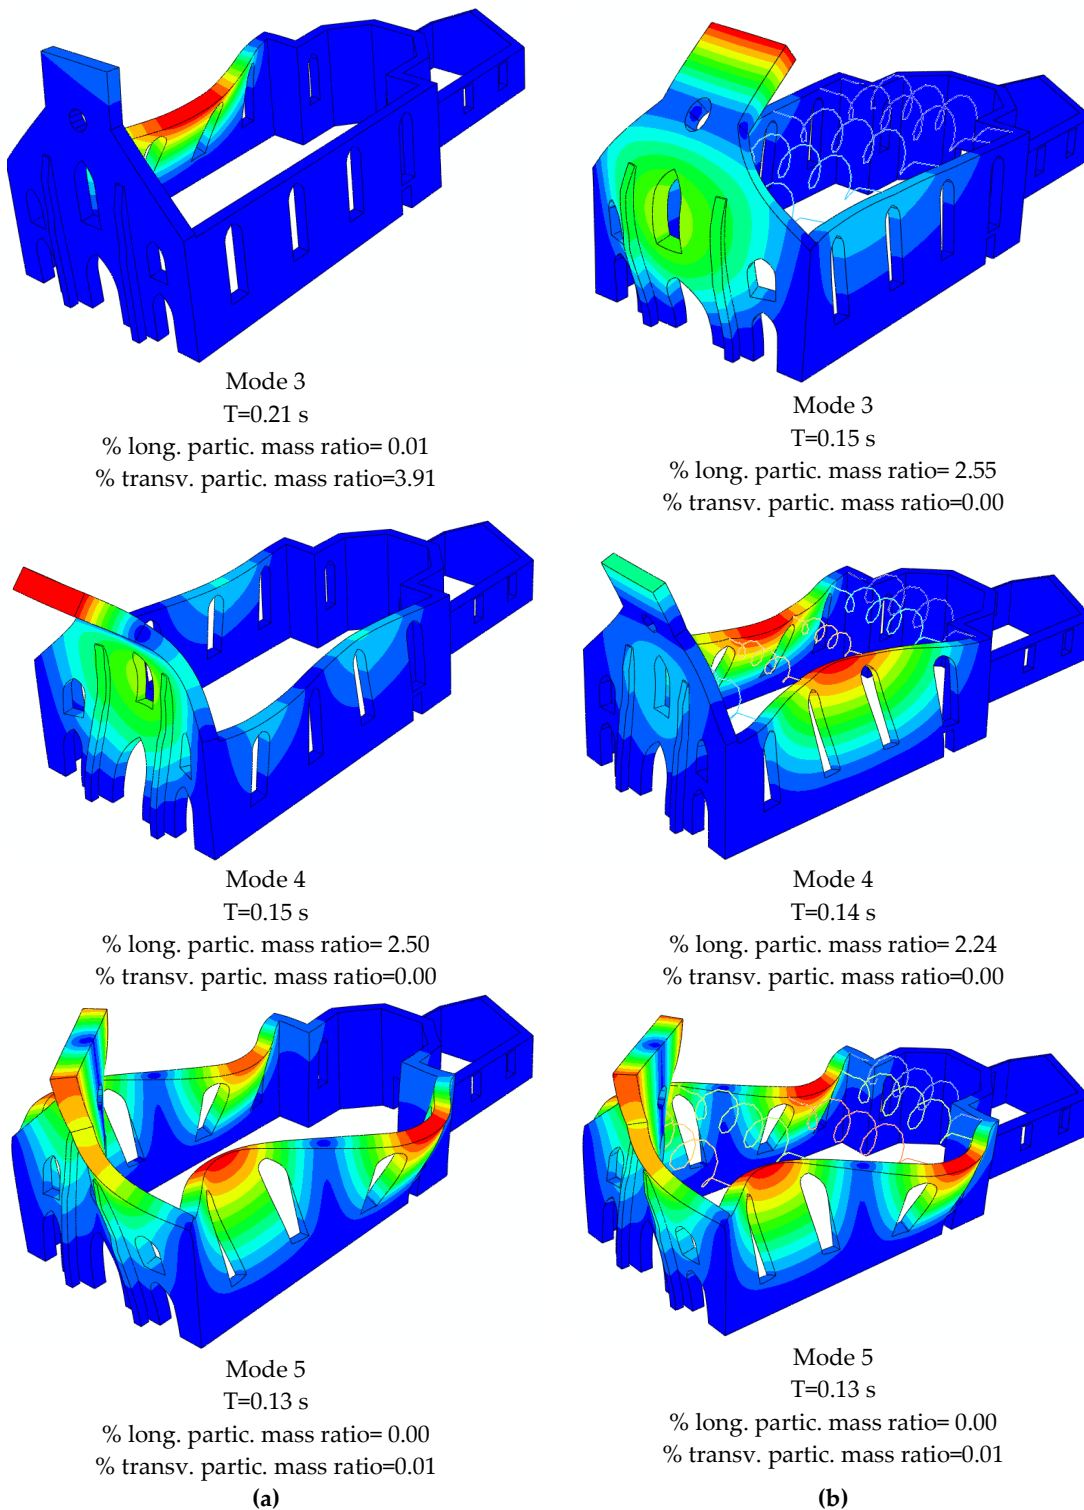 Mode 3
T=0.21 s
% long. partic. mass ratio= 0.01
% transv. partic. mass ratio=3.91
Mode 3
T=0.15 s
% long. partic. mass ratio= 2.55
% transv. partic. mass ratio=0.00
Mode 4
T=0.15 s
% long. partic. mass ratio= 2.50
% transv. partic. mass ratio=0.00
Mode 4
T=0.14 s
% long. partic. mass ratio= 2.24
% transv. partic. mass ratio=0.00
Mode 5
T=0.13 s
% long. partic. mass ratio= 0.00
% transv. partic. mass ratio=0.01
(a)
Mode 5
T=0.13 s
% long. partic. mass ratio= 0.00
% transv. partic. mass ratio=0.01
(b)